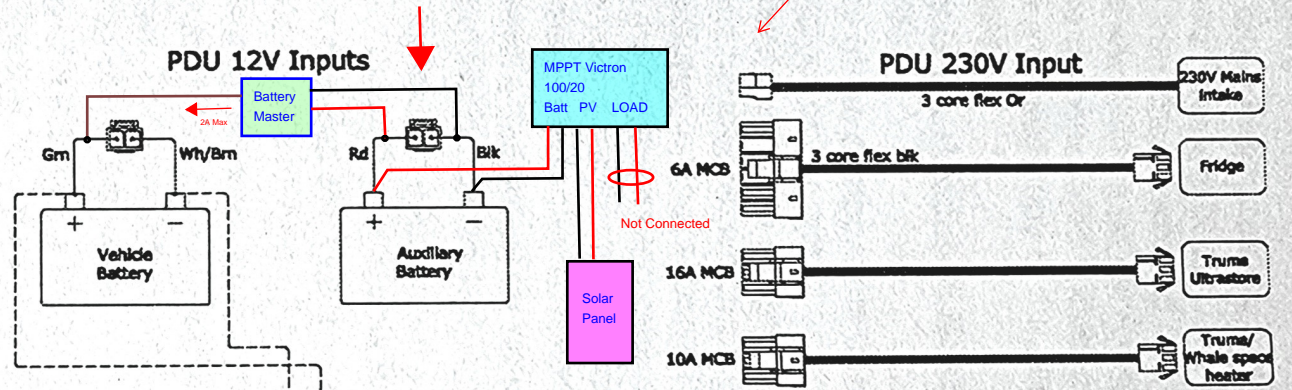 PDU 12V Inputs
Battery
Master
2A Max
Grn
Wh/Brn
+
−
Vehicle
Battery
Rd
Blk
+
−
Auxiliary
Battery
MPPT Victron
100/20
Batt PV LOAD
Not Connected
Solar
Panel
PDU 230V Input
230V Mains
Intake
3 core flex Or
6A MCB
3 core flex blk
Fridge
16A MCB
Truma
Ultrastore
10A MCB
Truma/
Whale space
heater